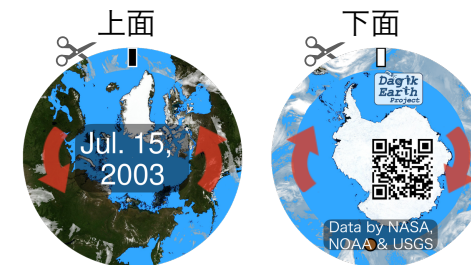 上面
下面
Jul. 15,
2003
Dagik
Earth
Project
Data by NASA,
NOAA & USGS